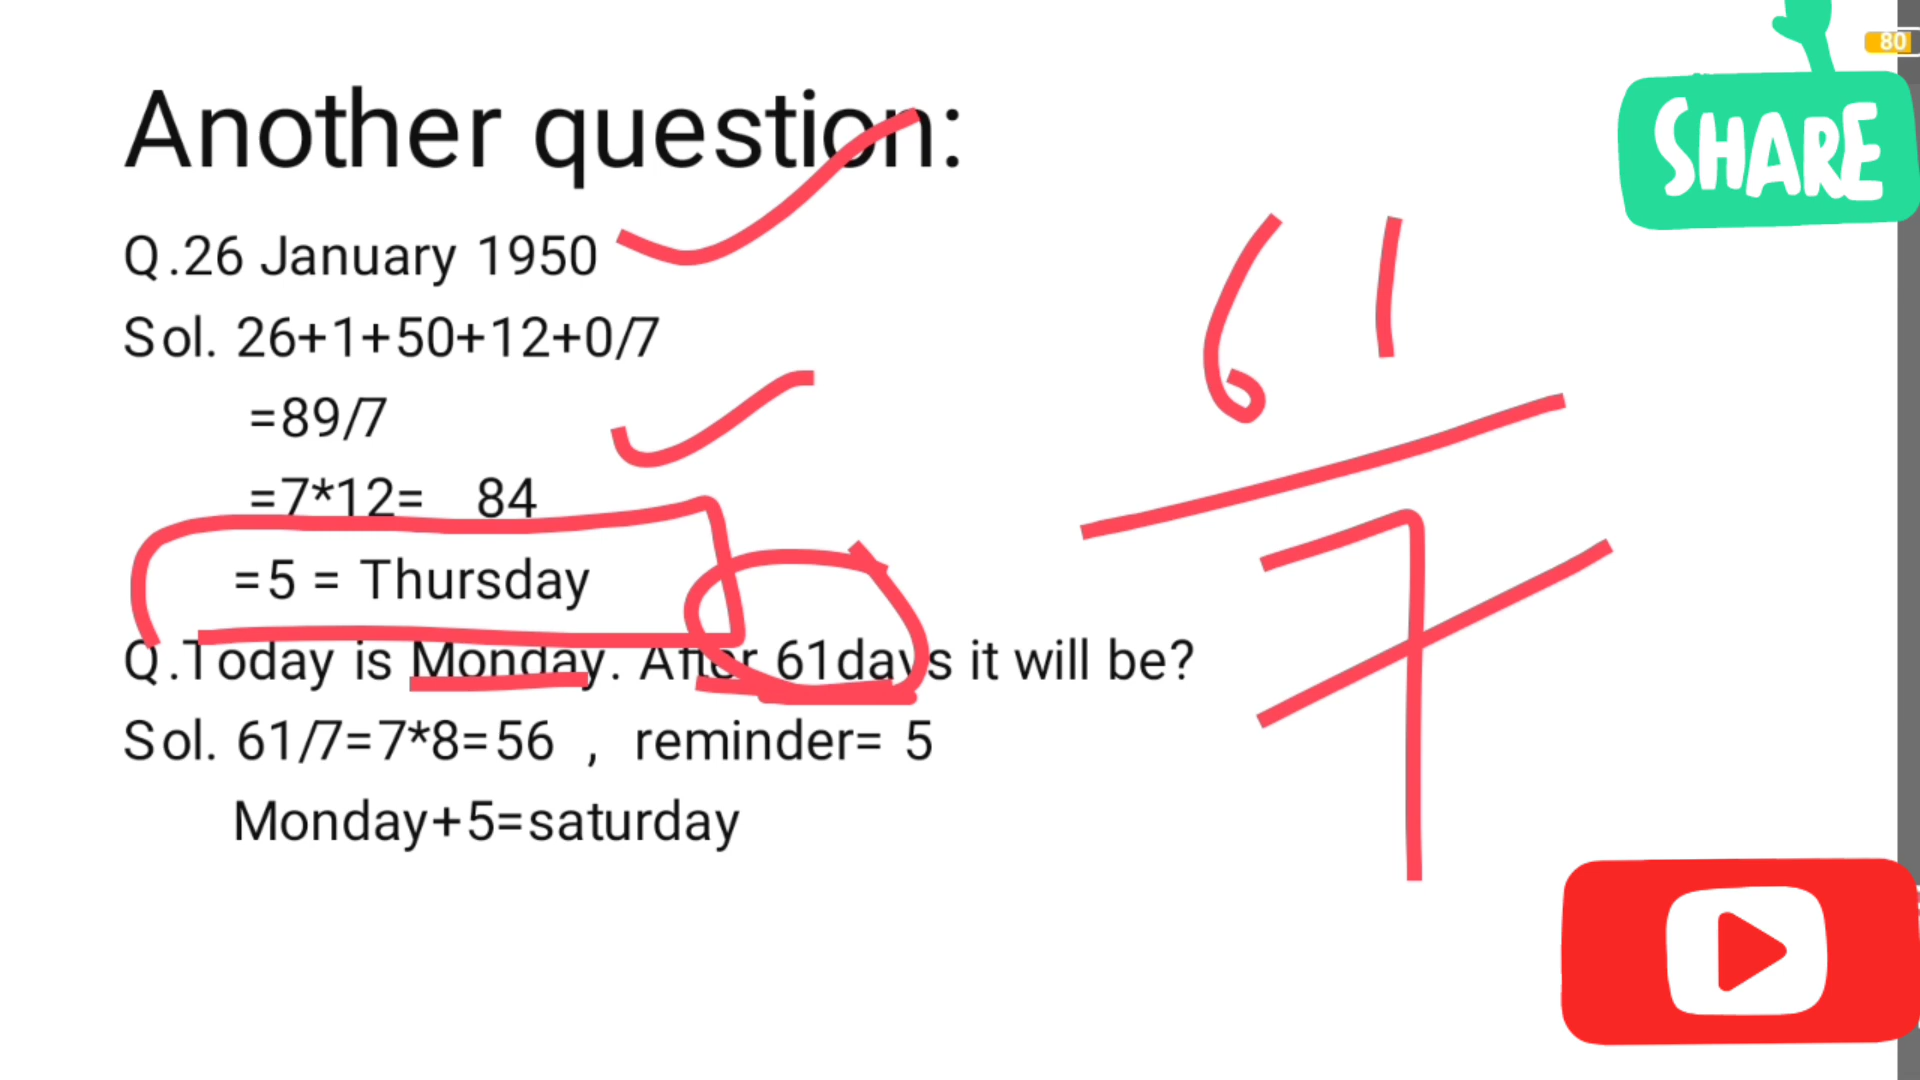 80
SHARE
Another question:
Q.26 January 1950
Sol. 26+1+50+12+0/7
=89/7
=7*12= 84
=5 = Thursday
Q.Today is Monday. After 61days it will be?
Sol. 61/7=7*8=56 , reminder= 5
Monday+5=saturday
61
7